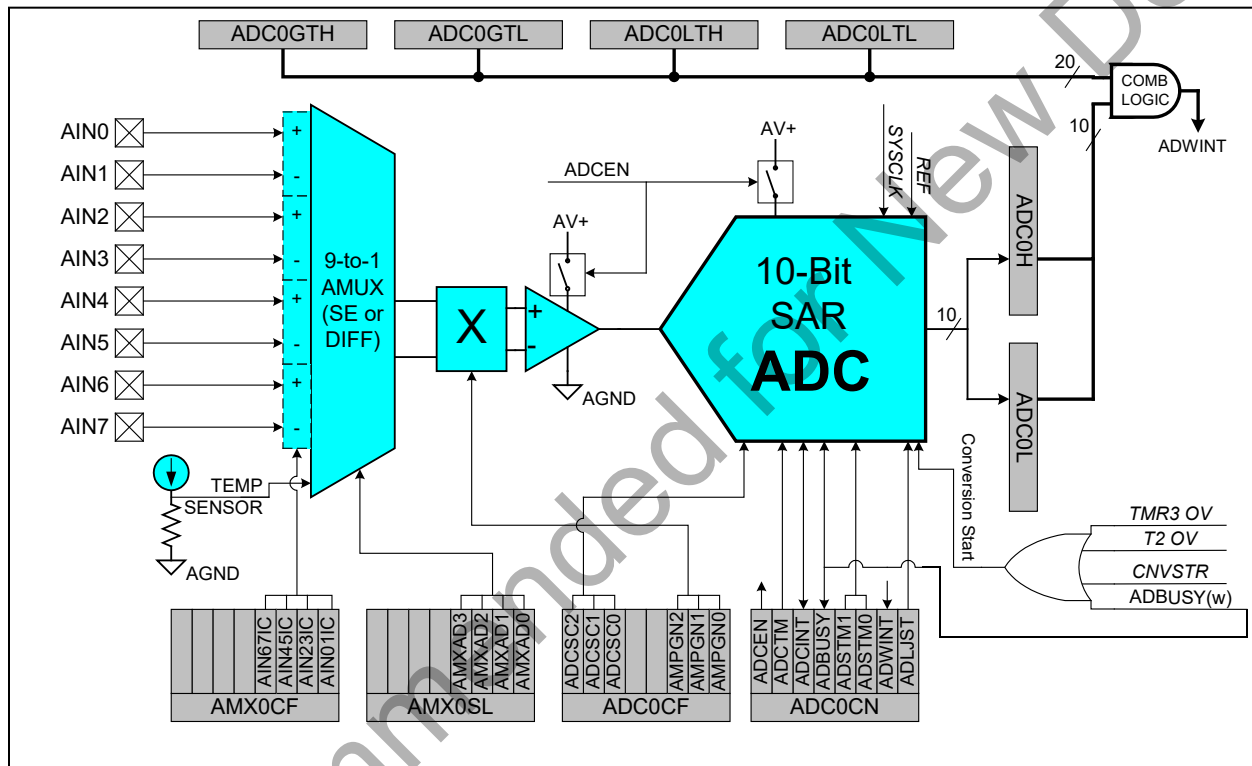 ADC0GTH
ADC0GTL
ADC0LTH
ADC0LTL
20
COMB
LOGIC
10
ADWINT
AIN0
AIN1
AIN2
AIN3
AIN4
AIN5
AIN6
AIN7
+
-
+
-
+
-
+
-
9-to-1
AMUX
(SE or
DIFF)
TEMP
SENSOR
AGND
X
+
-
AV+
AGND
ADCEN
AV+
SYSCLK
REF
10-Bit
SAR
ADC
10
ADC0H
ADC0L
Conversion Start
TMR3 OV
T2 OV
CNVSTR
ADBUSY(w)
AIN67IC
AIN45IC
AIN23IC
AIN01IC
AMX0CF
AMXAD3
AMXAD2
AMXAD1
AMXAD0
AMX0SL
ADCSC2
ADCSC1
ADCSC0
AMPGN2
AMPGN1
AMPGN0
ADC0CF
ADCEN
ADCTM
ADCINT
ADBUSY
ADSTM1
ADSTM0
ADWINT
ADLJST
ADC0CN
mmended for New De